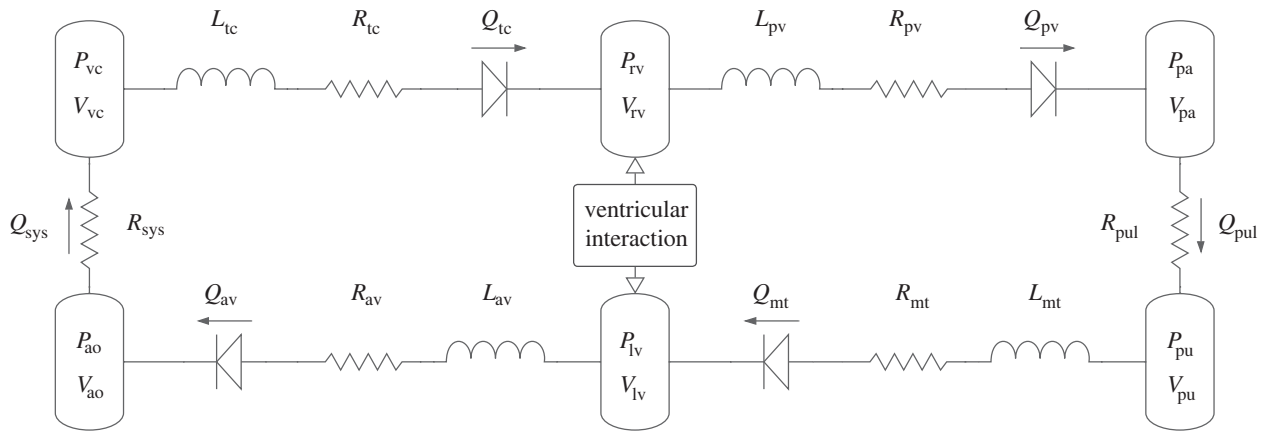 L_tc R_tc Q_tc L_pv R_pv Q_pv
P_vc P_rv P_pa
V_vc V_rv V_pa
ventricular
interaction
Q_sys R_sys R_pul Q_pul
Q_av R_av L_av Q_mt R_mt L_mt
P_ao P_lv P_pu
V_ao V_lv V_pu